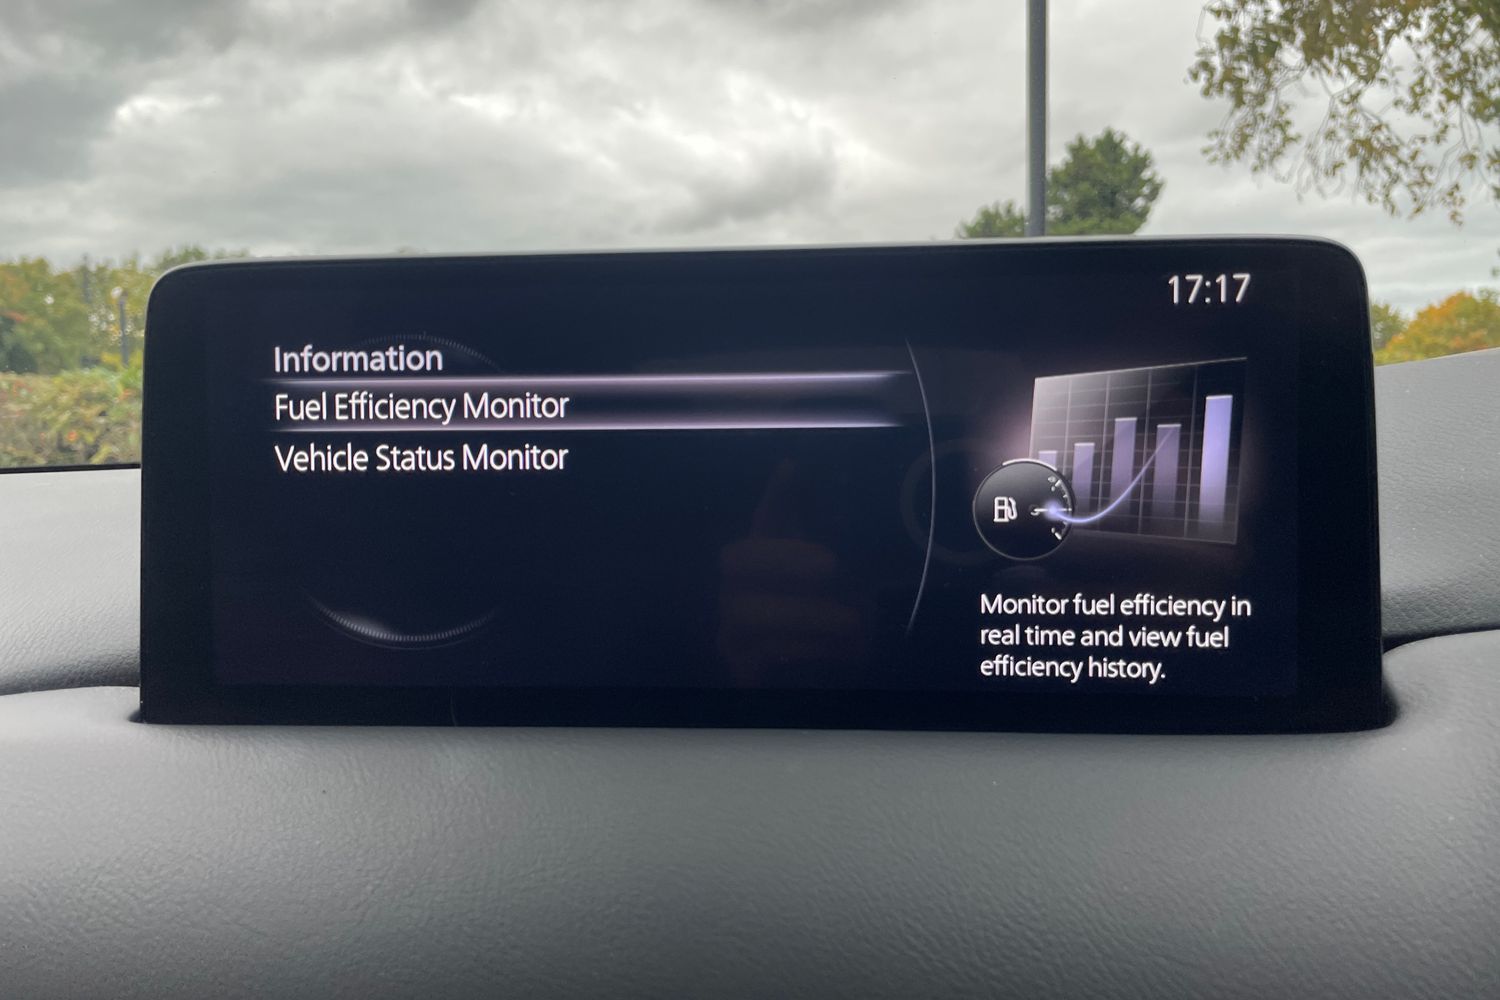 17:17
Information
Fuel Efficiency Monitor
Vehicle Status Monitor
Monitor fuel efficiency in
real time and view fuel
efficiency history.